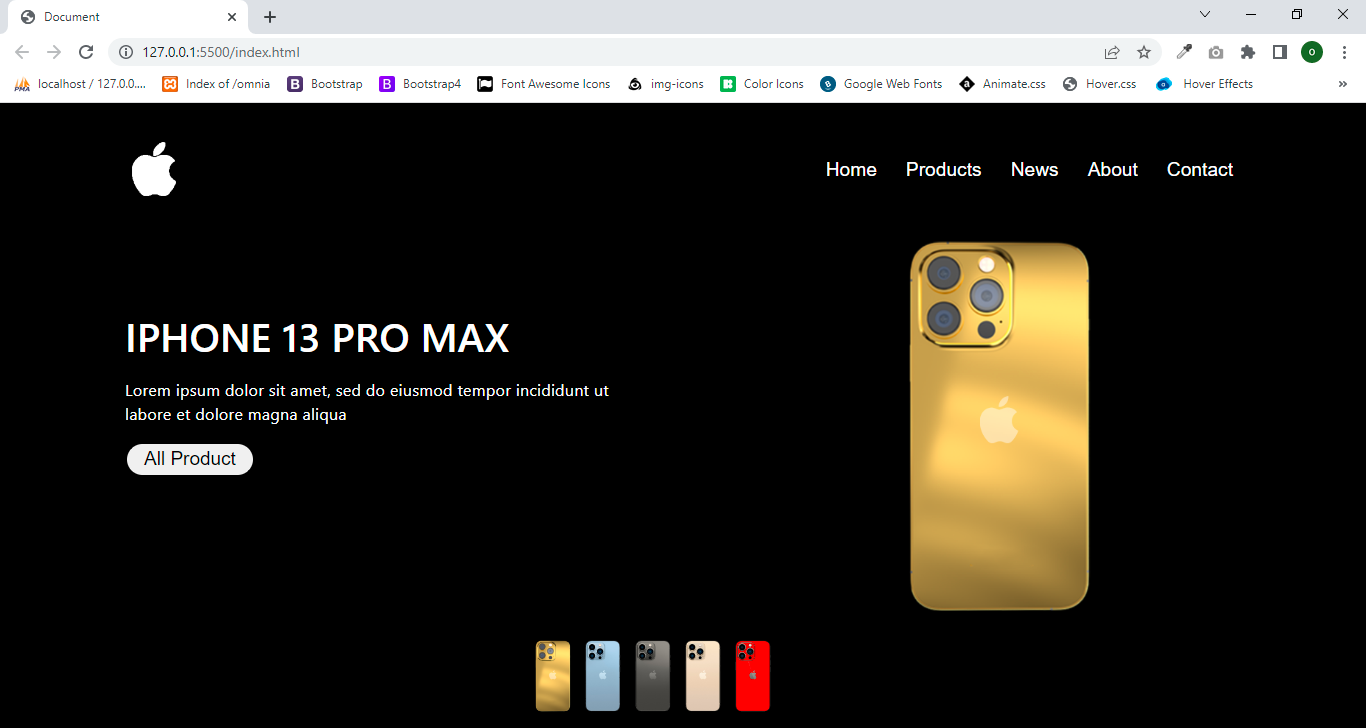 Document
127.0.0.1:5500/index.html
O
PMA localhost / 127.0.0.... Index of /omnia B Bootstrap B Bootstrap4 Font Awesome Icons img-icons Color Icons Google Web Fonts a Animate.css Hover.css Hover Effects »
Home Products News About Contact
IPHONE 13 PRO MAX
Lorem ipsum dolor sit amet, sed do eiusmod tempor incididunt ut
labore et dolore magna aliqua
All Product